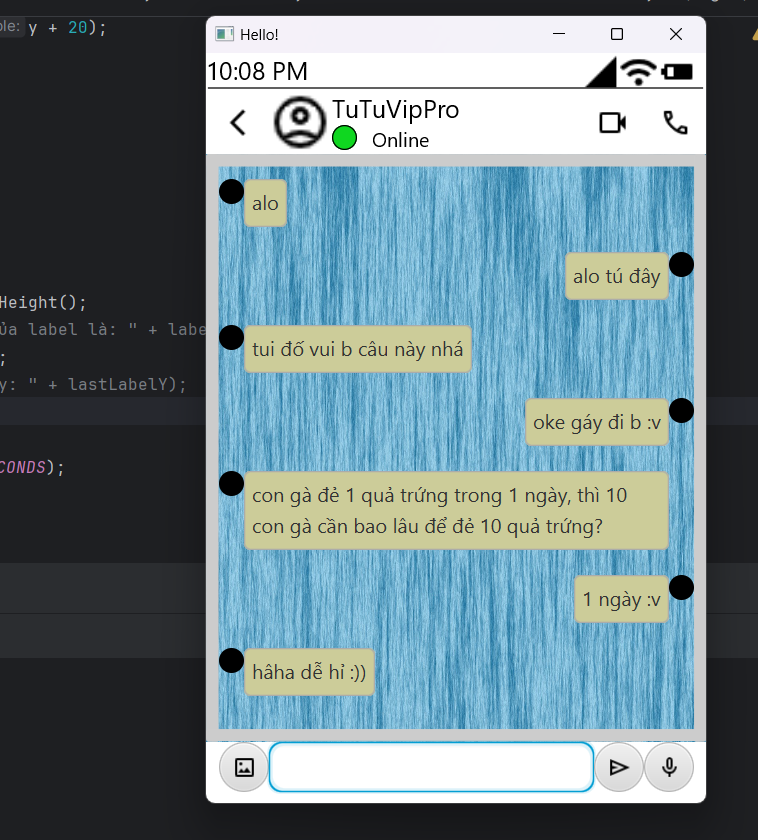 y + 20);
Hello!
10:08 PM
TuTuVipPro
Online
alo
alo tú đây
Height();
ủa label là: " + labe
tui đố vui b câu này nhá
;
y: " + lastLabelY);
oke gáy đi b :v
CONDS);
con gà đẻ 1 quả trứng trong 1 ngày, thì 10
con gà cần bao lâu để đẻ 10 quả trứng?
1 ngày :v
hâha dễ hỉ :))